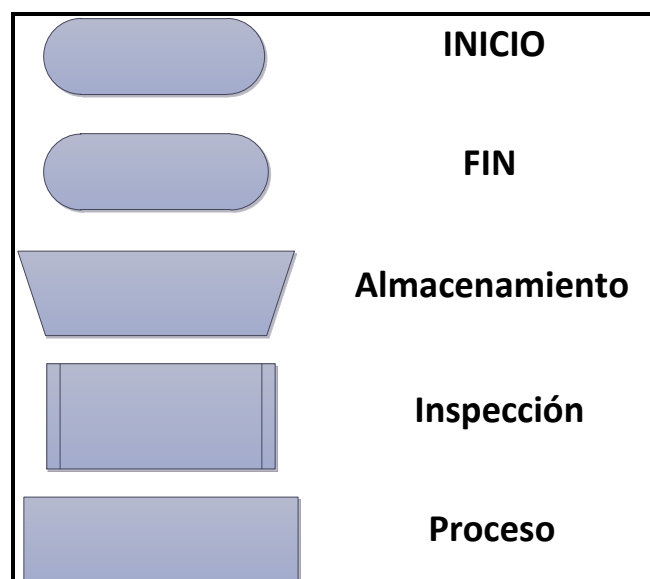 INICIO
FIN
Almacenamiento
Inspección
Proceso